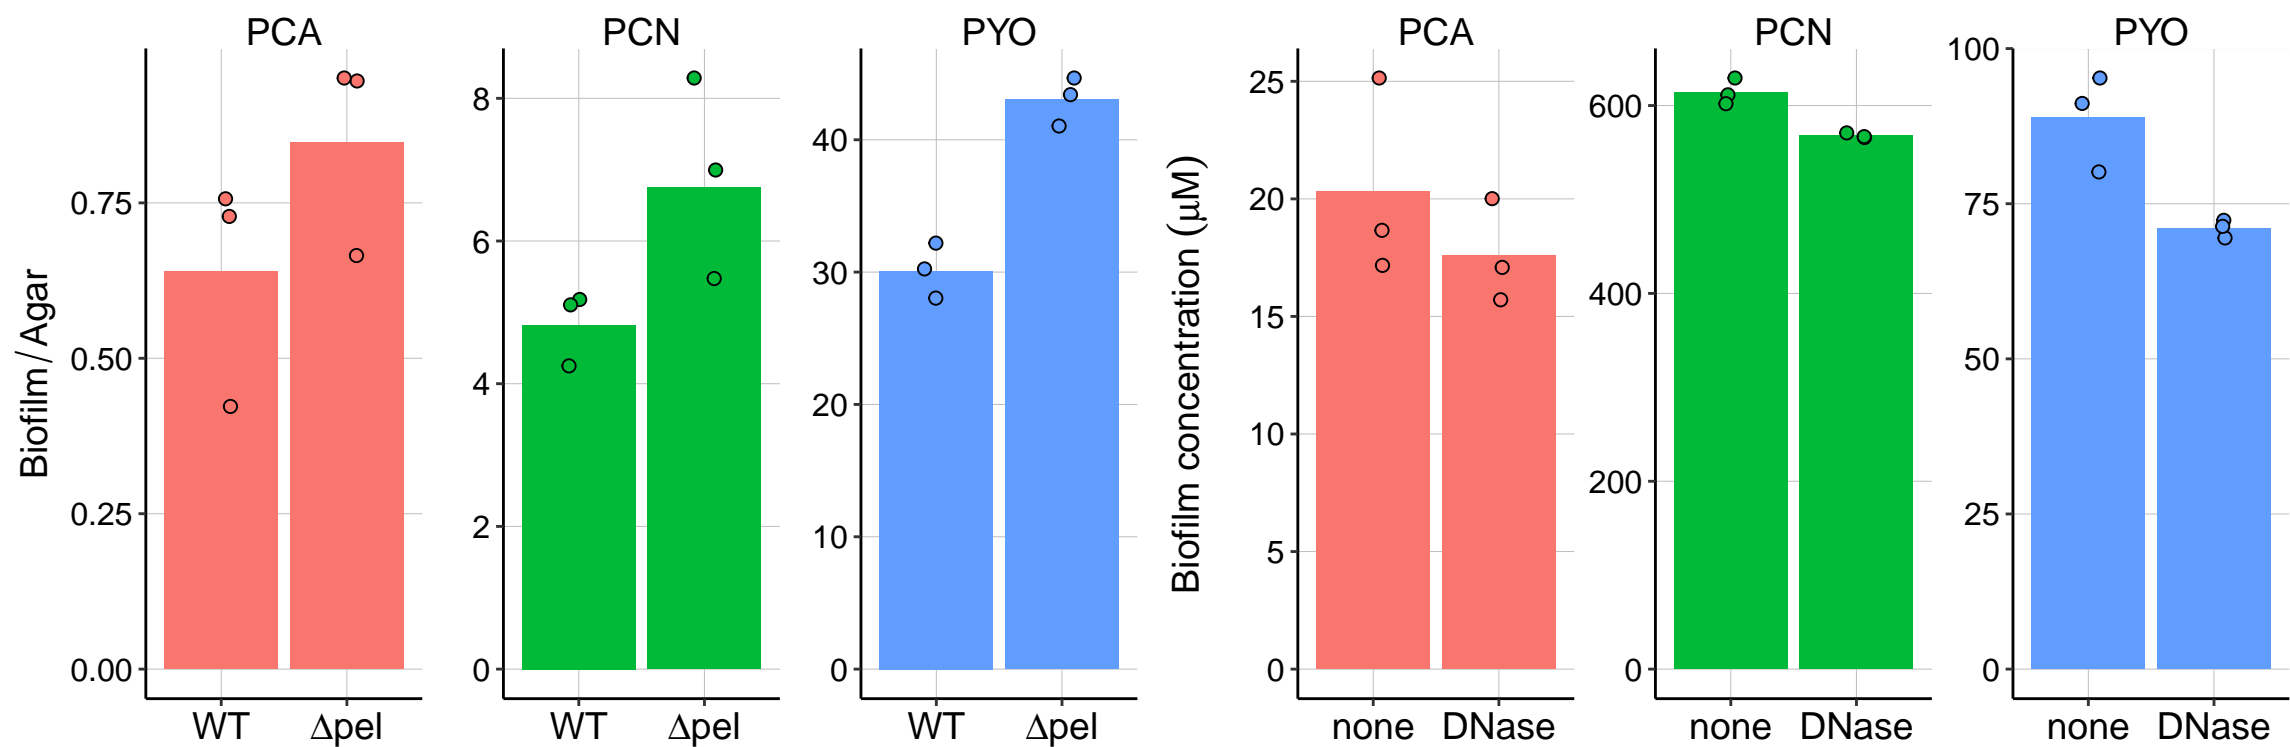 PCA
PCN
PYO
PCA
PCN
PYO
Biofilm / Agar
0.75
0.50
0.25
0.00
WT
Δpel
8
6
4
2
0
WT
Δpel
40
30
20
10
0
WT
Δpel
Biofilm concentration (μM)
25
20
15
10
5
0
none
DNase
600
400
200
0
none
DNase
100
75
50
25
0
none
DNase